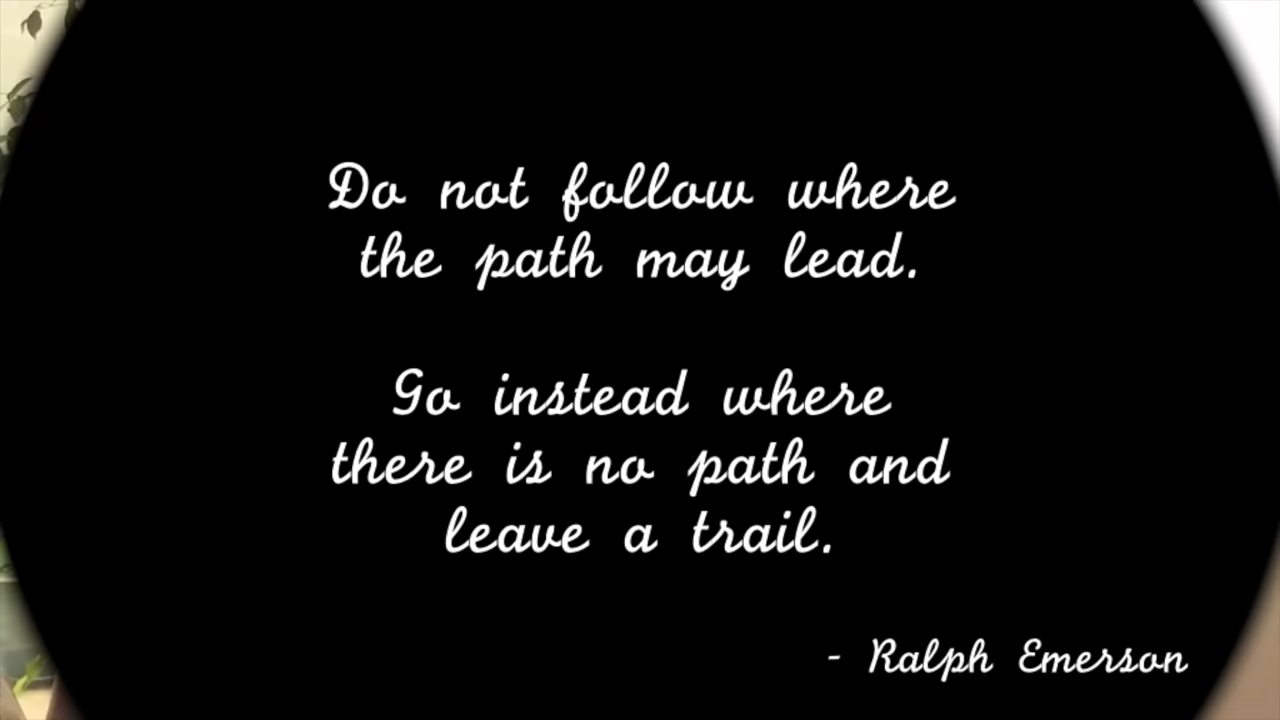 Do not follow where
the path may lead.
Go instead where
there is no path and
leave a trail.
- Ralph Emerson